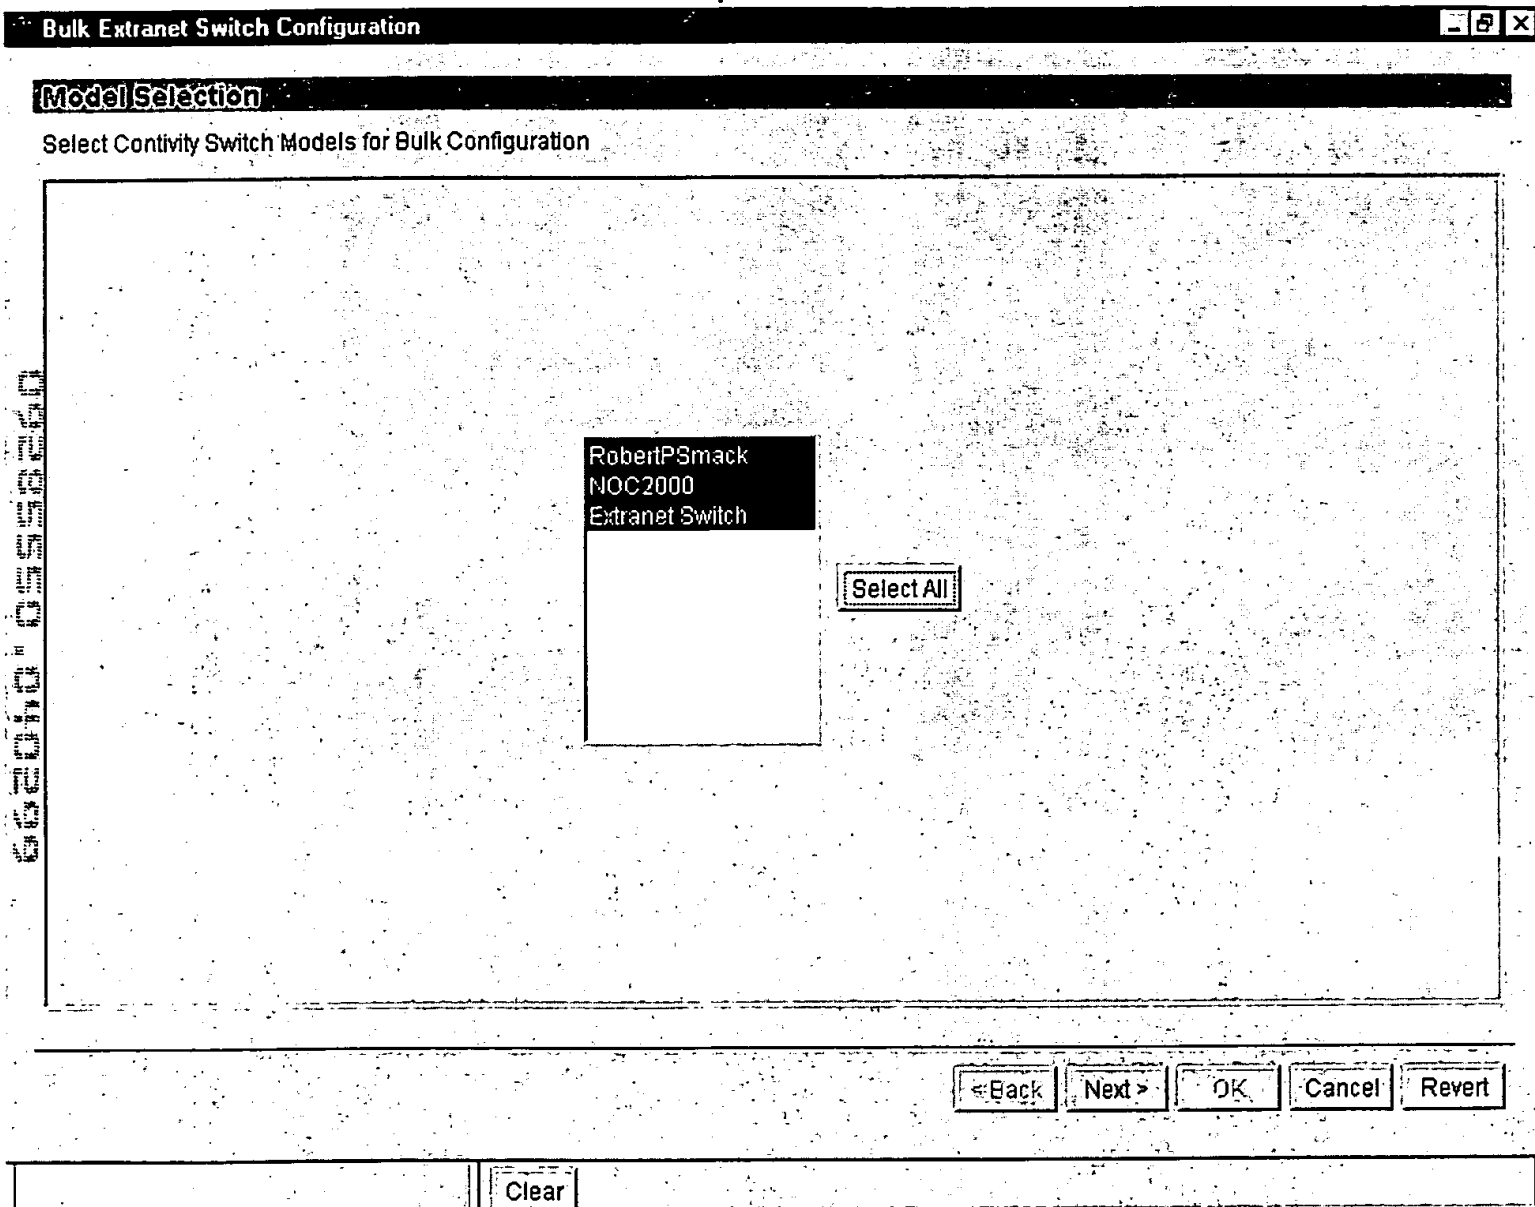 Bulk Extranet Switch Configuration
Model Selection
Select Contivity Switch Models for Bulk Configuration
RobertPSmack
NOC2000
Extranet Switch
Select All
< Back
Next >
OK
Cancel
Revert
Clear